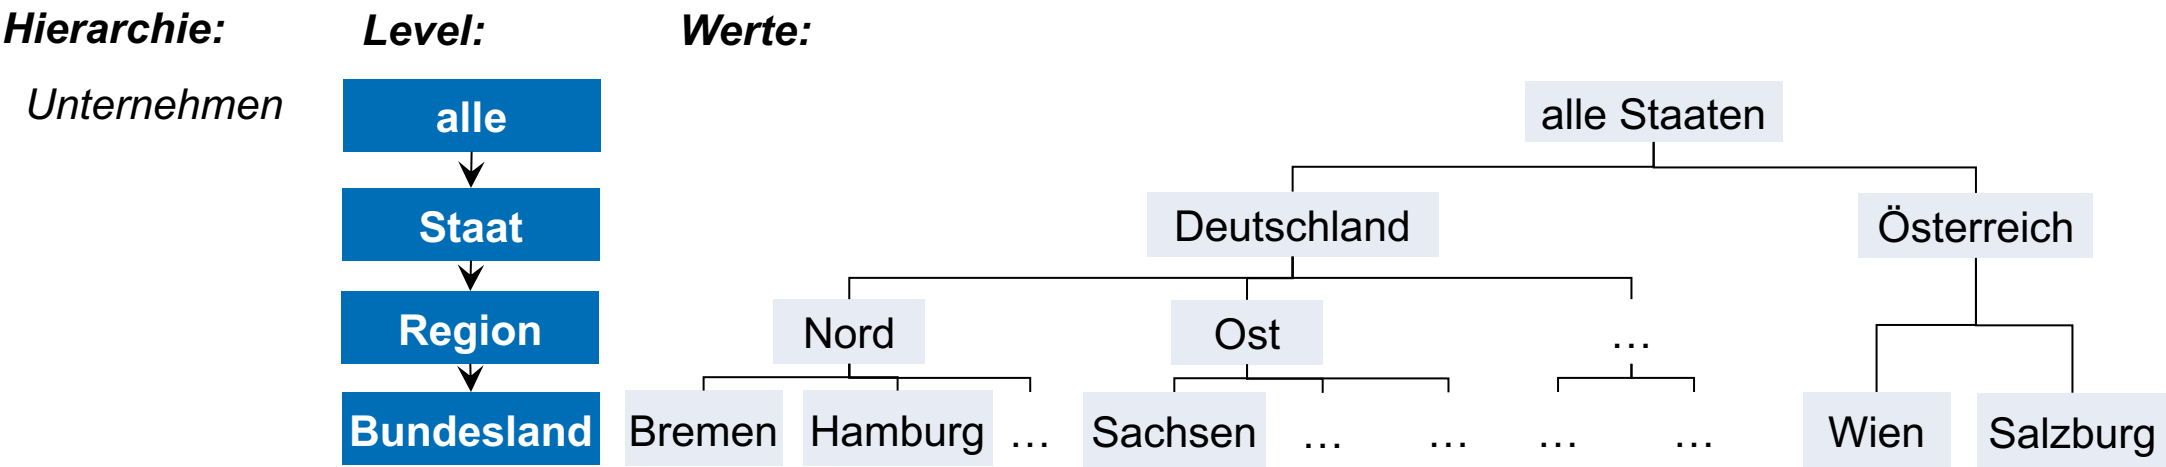 Hierarchie: Level: Werte:
Unternehmen alle alle Staaten
Staat Deutschland Österreich
Region Nord Ost …
Bundesland Bremen Hamburg … Sachsen … … … … Wien Salzburg